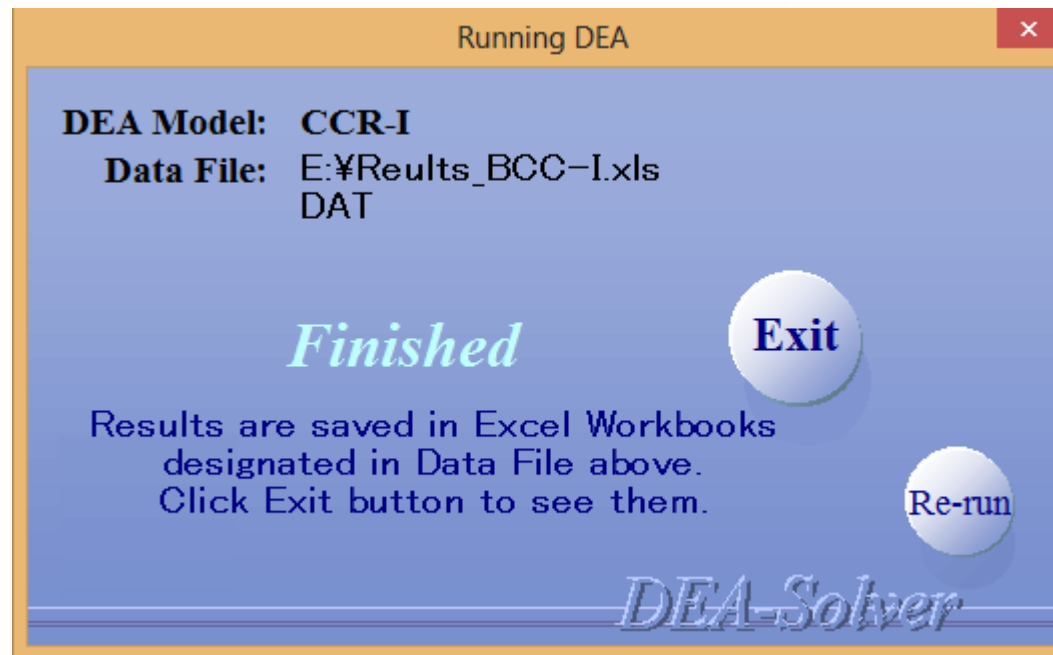 Running DEA
×
DEA Model: CCR-I
Data File: E:¥Reults_BCC-I.xls
DAT
Finished
Exit
Results are saved in Excel Workbooks
designated in Data File above.
Click Exit button to see them.
Re-run
DEA-Solver